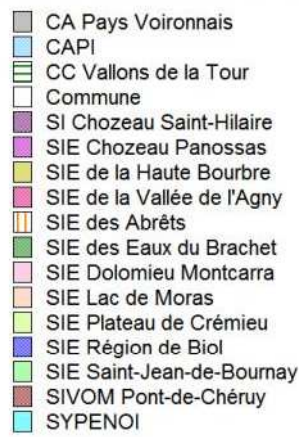 CA Pays Voironnais
CAPI
CC Vallons de la Tour
Commune
SI Chozeau Saint-Hilaire
SIE Chozeau Panossas
SIE de la Haute Bourbre
SIE de la Vallée de l'Agny
SIE des Abrêts
SIE des Eaux du Brachet
SIE Dolomieu Montcarra
SIE Lac de Moras
SIE Plateau de Crémieu
SIE Région de Biol
SIE Saint-Jean-de-Bournay
SIVOM Pont-de-Chéruy
SYPENOI